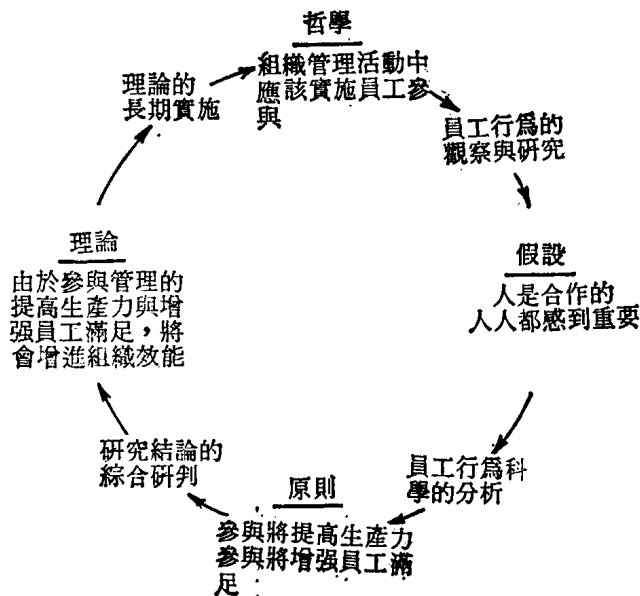 哲學
組織管理活動中
應該實施員工參
與
員工行爲的
觀察與研究
假設
人是合作的
人人都感到重要
員工行爲科
學的分析
原則
參與將提高生產力
參與將增强員工滿
足
研究結論的
綜合研判
理論
由於參與管理的
提高生產力與增
强員工滿足，將
會增進組織效能
理論的
長期實施